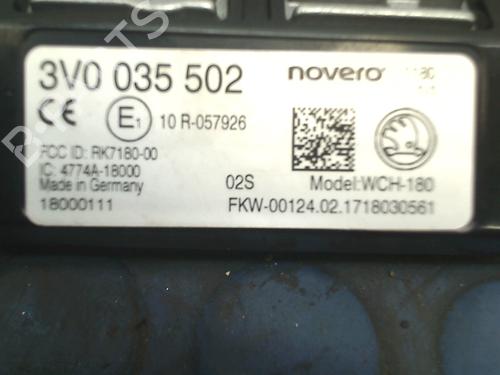 3V0 035 502
novero
CE
E1 10 R-057926
FCC ID: RK7180-00
IC: 4774A-18000
Made in Germany
02S
Model:WCH-180
18000111
FKW-00124.02.1718030561